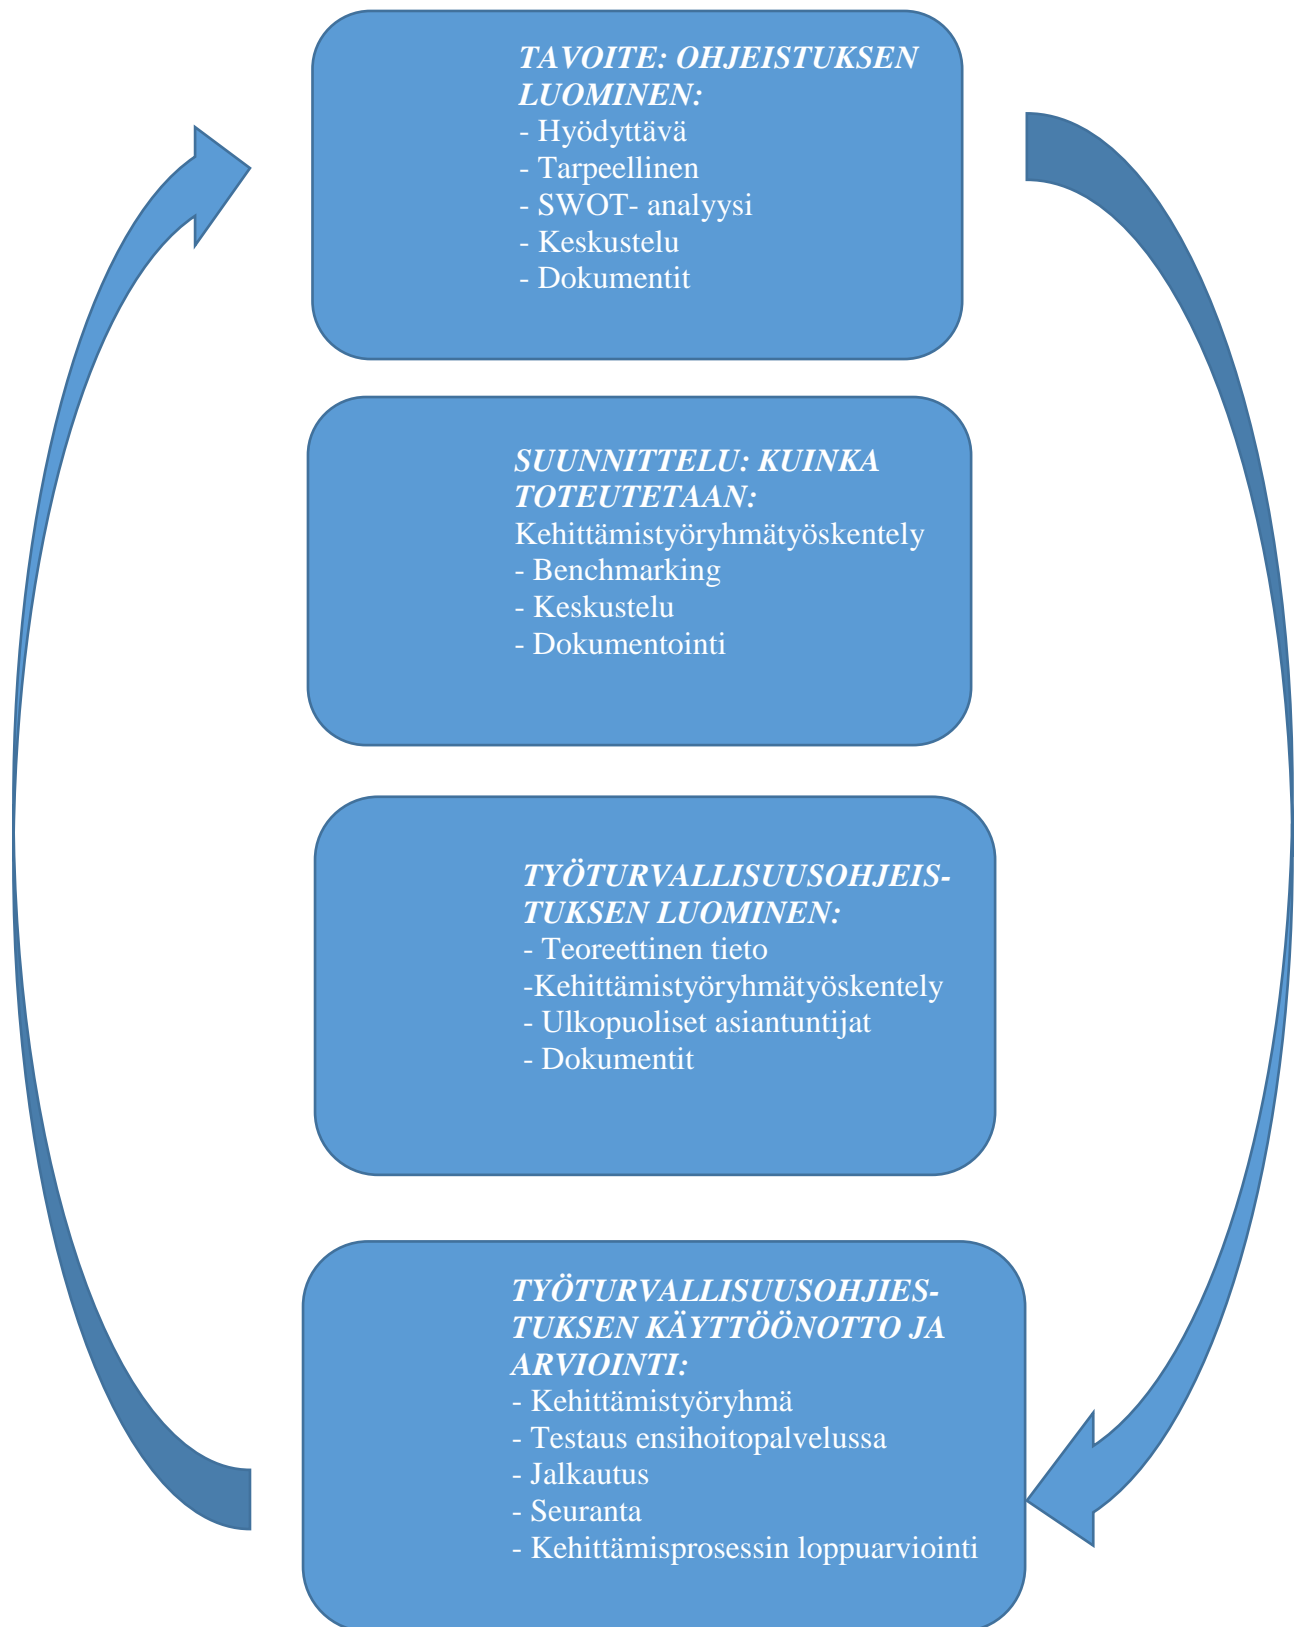 TAVOITE: OHJEISTUKSEN
LUOMINEN:
- Hyödyttävä
- Tarpeellinen
- SWOT- analyysi
- Keskustelu
- Dokumentit
SUUNNITTELU: KUINKA
TOTEUTETAAN:
Kehittämistyöryhmätyöskentely
- Benchmarking
- Keskustelu
- Dokumentointi
TYÖTURVALLISUUSOHJEIS-
TUKSEN LUOMINEN:
- Teoreettinen tieto
-Kehittämistyöryhmätyöskentely
- Ulkopuoliset asiantuntijat
- Dokumentit
TYÖTURVALLISUUSOHJIES-
TUKSEN KÄYTTÖÖNOTTO JA
ARVIOINTI:
- Kehittämistyöryhmä
- Testaus ensihoitopalvelussa
- Jalkautus
- Seuranta
- Kehittämisprosessin loppuarviointi